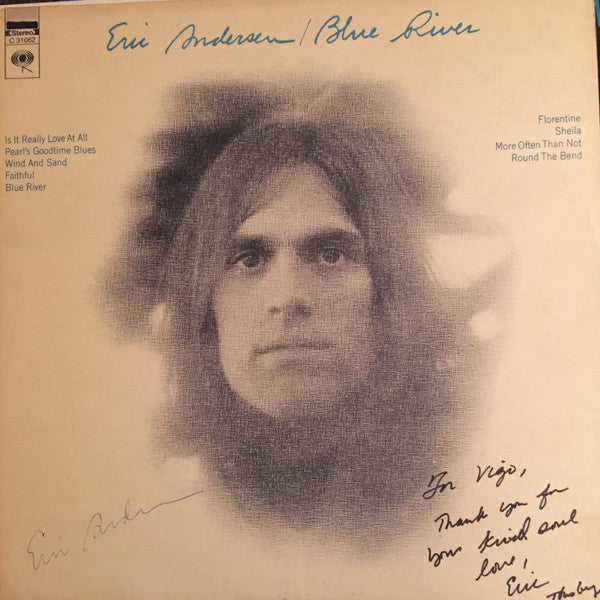 Eric Andersen / Blue River
Stereo
C 31062
Is It Really Love At All
Pearl's Goodtime Blues
Wind And Sand
Faithful
Blue River
Florentine
Sheila
More Often Than Not
Round The Bend
Eric Andersen
For Vigo,
Thank you for
your kind soul
love,
Eric